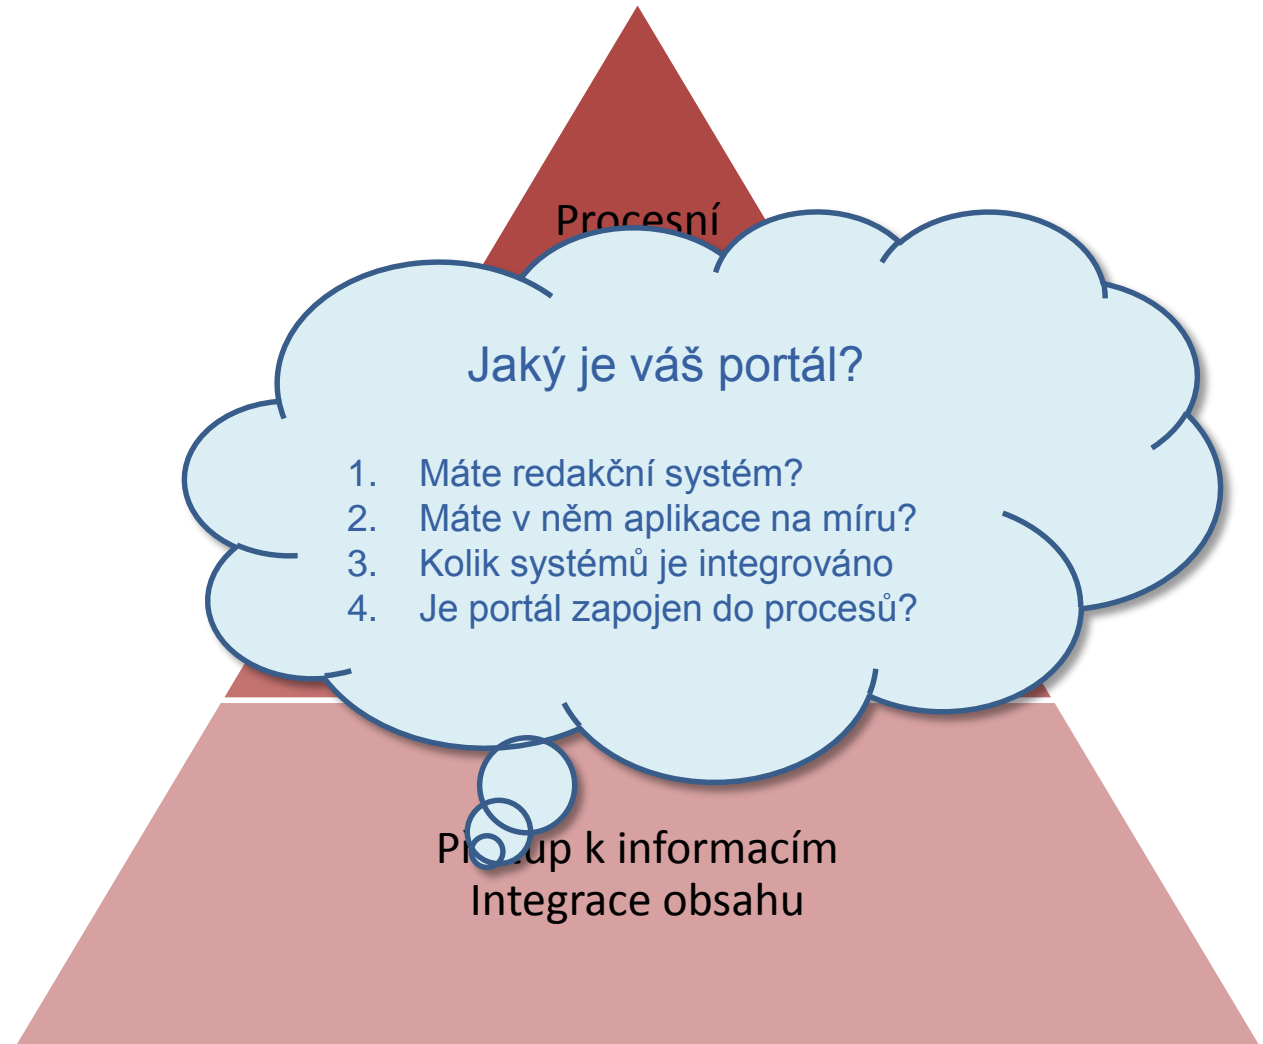 Procesní
Jaký je váš portál?
1. Máte redakční systém?
2. Máte v něm aplikace na míru?
3. Kolik systémů je integrováno
4. Je portál zapojen do procesů?
k informacím
Integrace obsahu